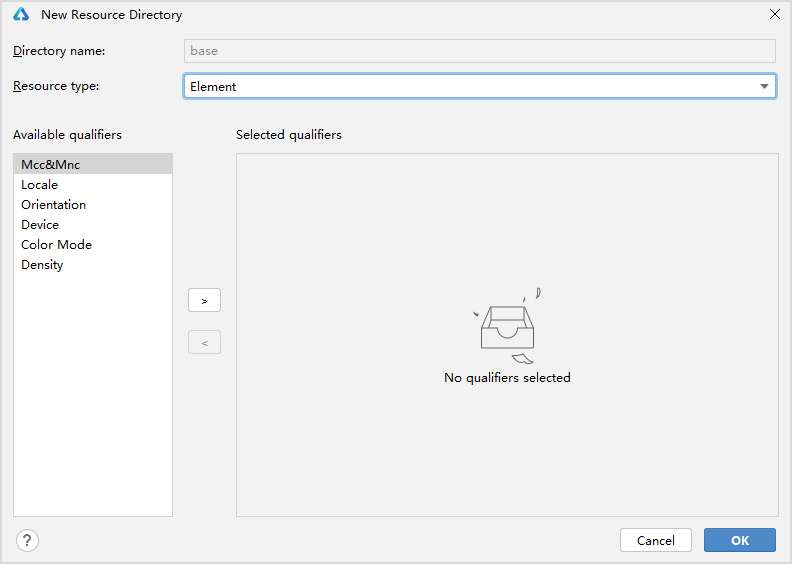 New Resource Directory
Directory name:
base
Resource type:
Element
Available qualifiers
Selected qualifiers
Mcc&Mnc
Locale
Orientation
Device
Color Mode
Density
>
<
No qualifiers selected
?
Cancel
OK